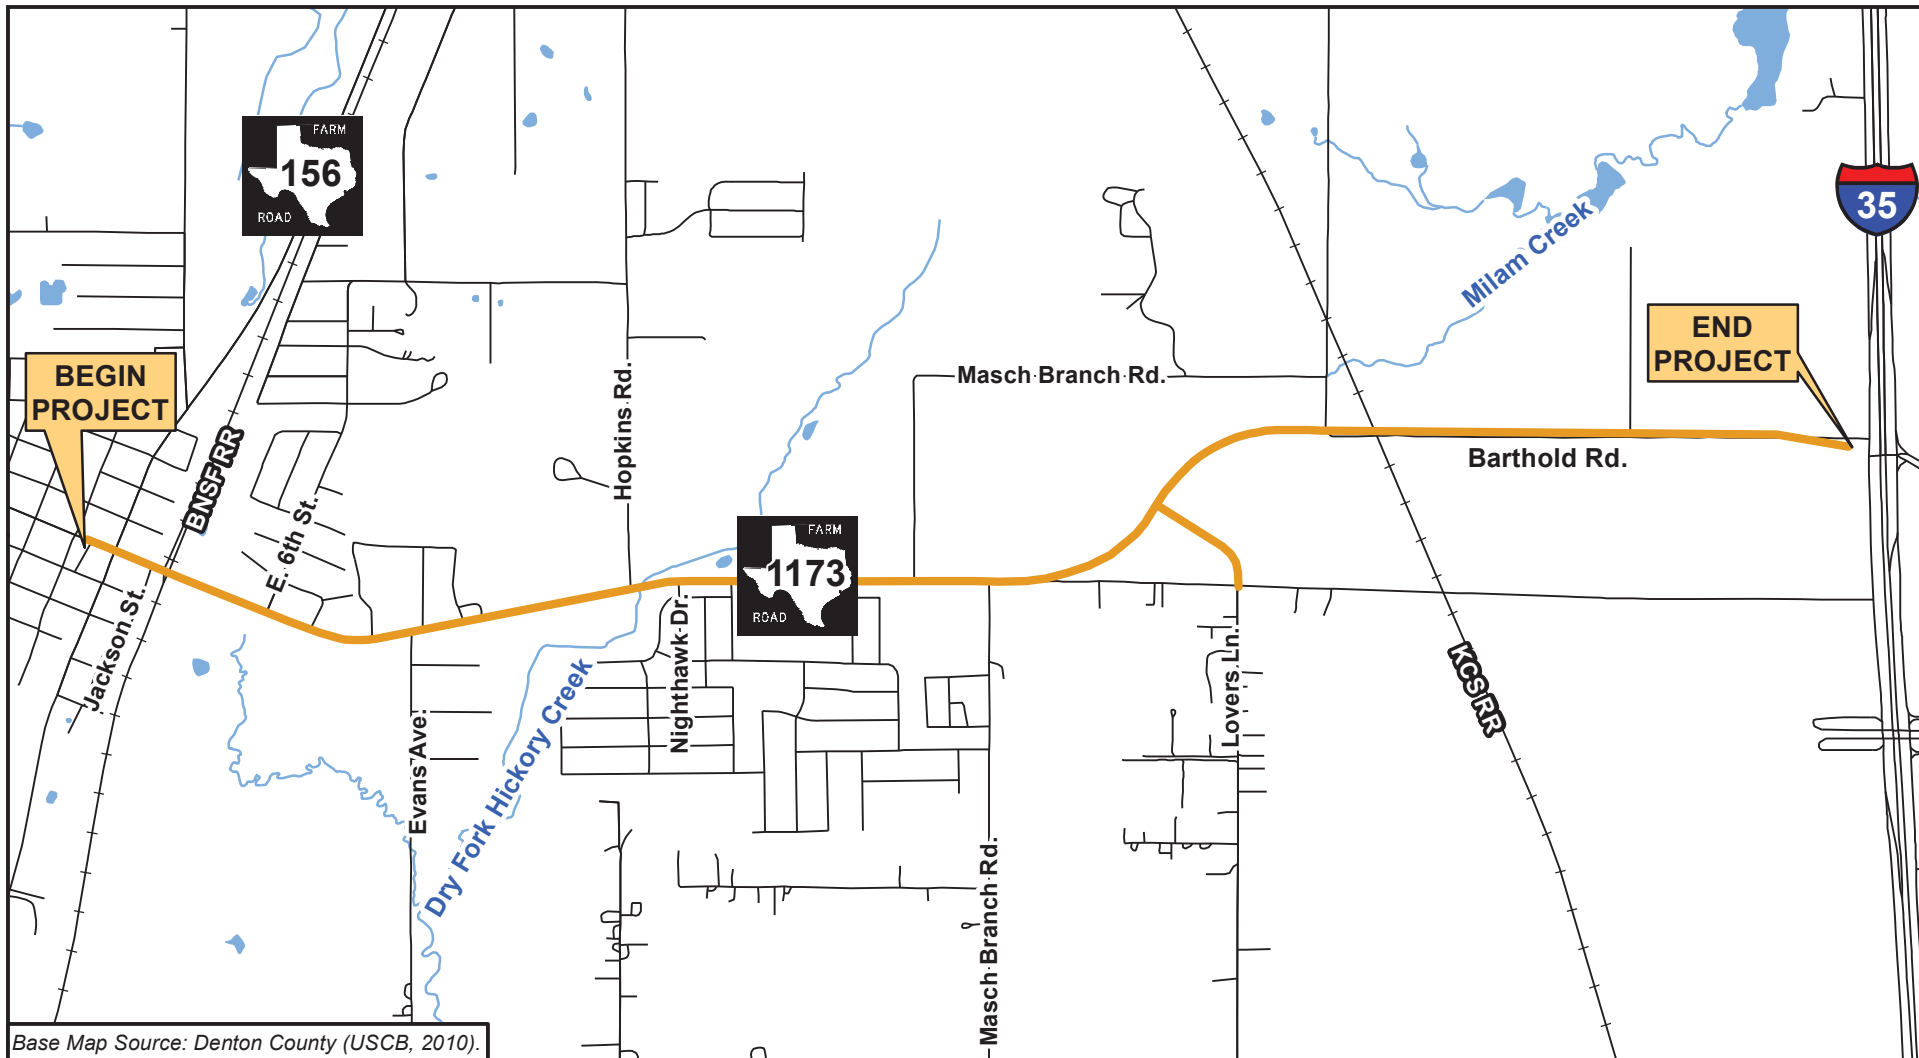 FARM
156
ROAD
35
Milam Creek
END
PROJECT
BEGIN
PROJECT
Masch Branch Rd.
Hopkins Rd.
BNSF RR
Barthold Rd.
E. 6th St.
FARM
1173
ROAD
Jackson St.
Nighthawk Dr.
Lovers Ln.
KCS RR
Evans Ave.
Dry Fork Hickory Creek
Masch Branch Rd.
Base Map Source: Denton County (USCB, 2010).